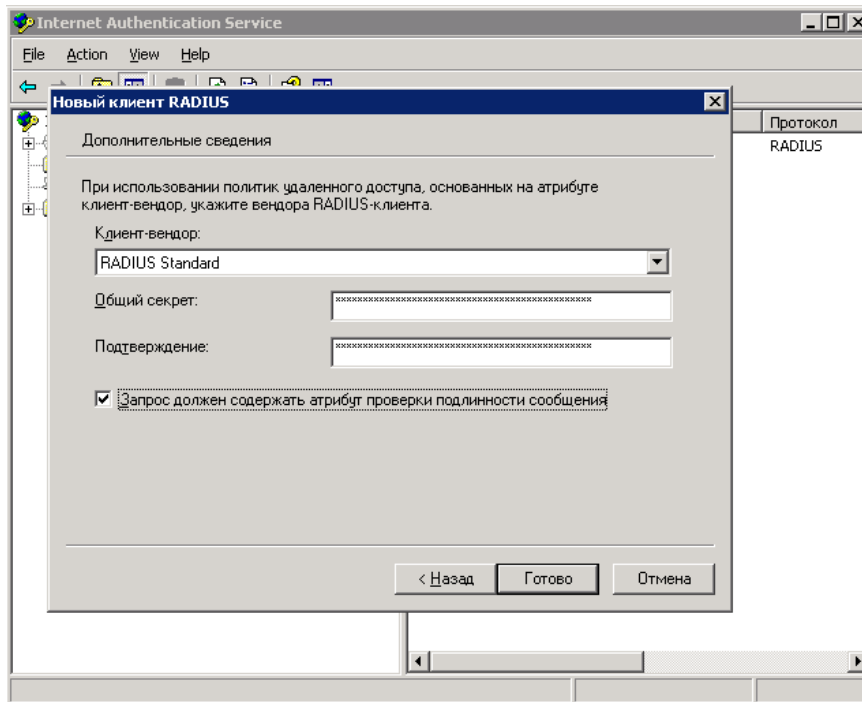 Internet Authentication Service
File Action View Help
Новый клиент RADIUS
Протокол
RADIUS
Дополнительные сведения
При использовании политик удаленного доступа, основанных на атрибуте
клиент-вендор, укажите вендора RADIUS-клиента.
Клиент-вендор:
RADIUS Standard
Общий секрет:
Подтверждение:
Запрос должен содержать атрибут проверки подлинности сообщения
< Назад Готово Отмена